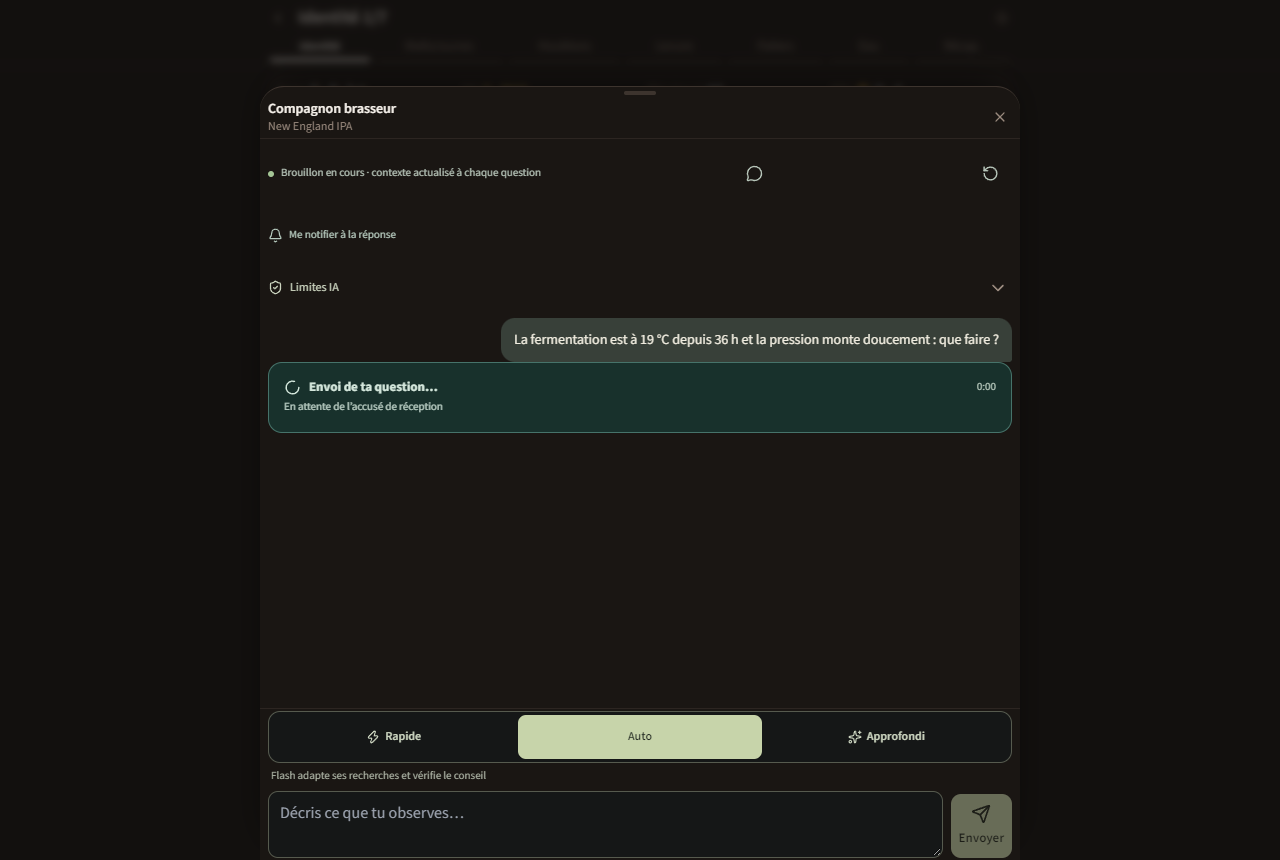 Compagnon brasseur
New England IPA
Brouillon en cours · contexte actualisé à chaque question
Me notifier à la réponse
Limites IA
La fermentation est à 19 °C depuis 36 h et la pression monte doucement : que faire ?
Envoi de ta question…
0:00
En attente de l’accusé de réception
Rapide
Auto
Approfondi
Flash adapte ses recherches et vérifie le conseil
Décris ce que tu observes…
Envoyer